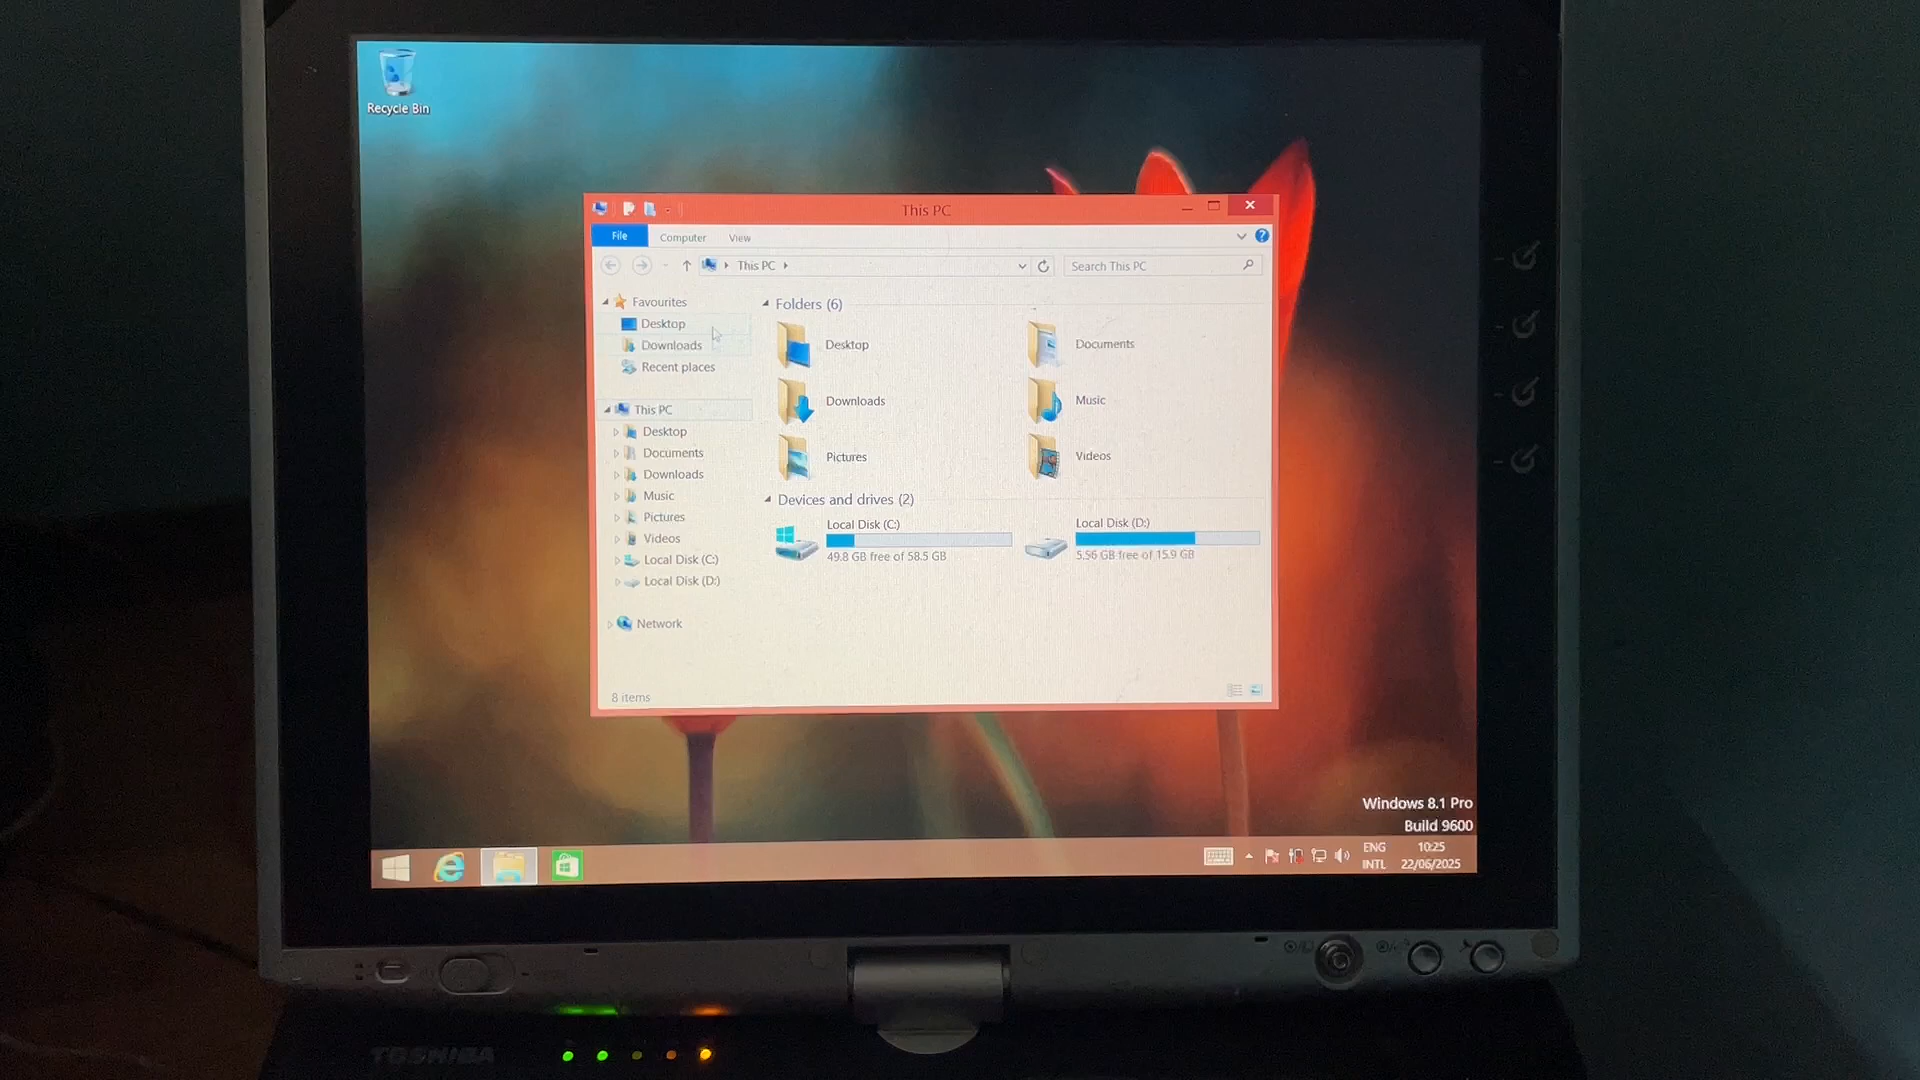 Recycle Bin
This PC
File
Computer
View
This PC
Search This PC
Favourites
Desktop
Downloads
Recent places
This PC
Desktop
Documents
Downloads
Music
Pictures
Videos
Local Disk (C:)
Local Disk (D:)
Network
Folders (6)
Desktop
Documents
Downloads
Music
Pictures
Videos
Devices and drives (2)
Local Disk (C:)
49.8 GB free of 58.5 GB
Local Disk (D:)
5.56 GB free of 15.9 GB
8 items
Windows 8.1 Pro
Build 9600
ENG
INTL
10:25
22/06/2025
TOSHIBA